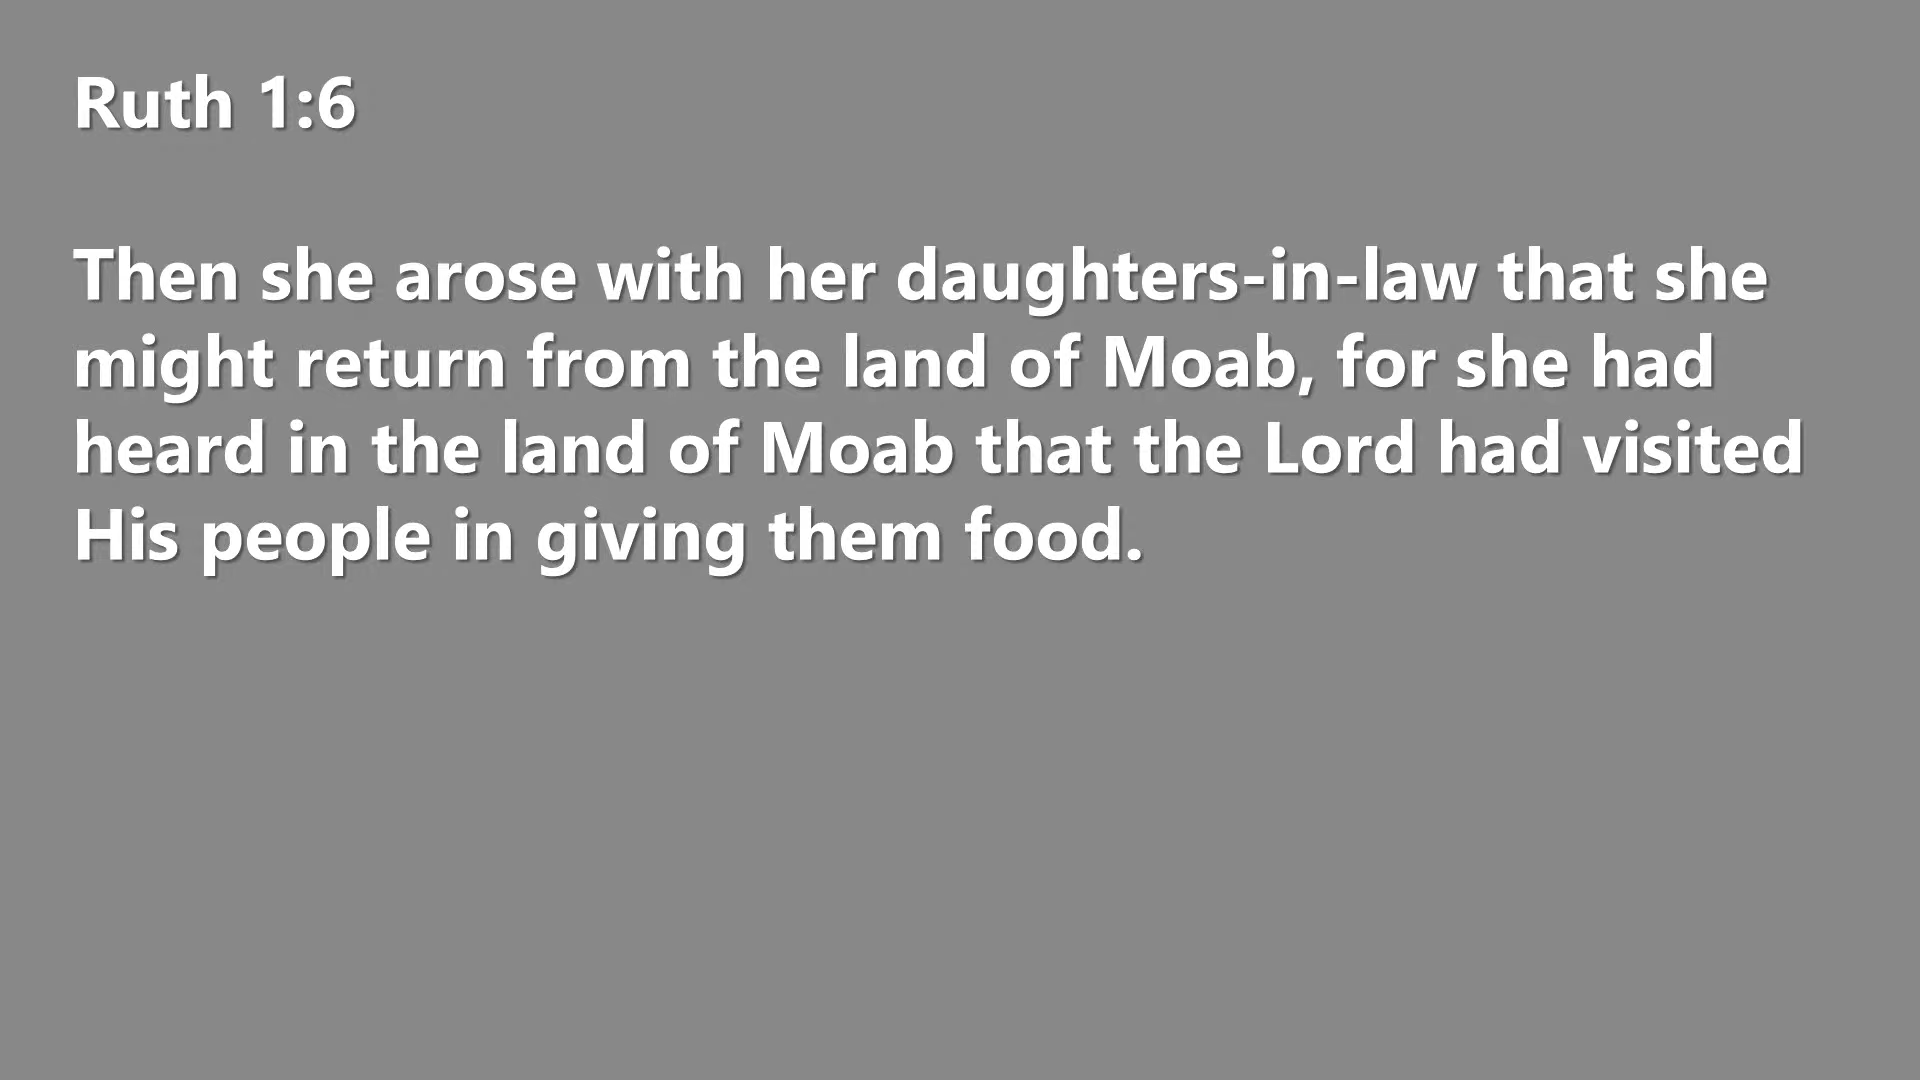 Ruth 1:6
Then she arose with her daughters-in-law that she
might return from the land of Moab, for she had
heard in the land of Moab that the Lord had visited
His people in giving them food.